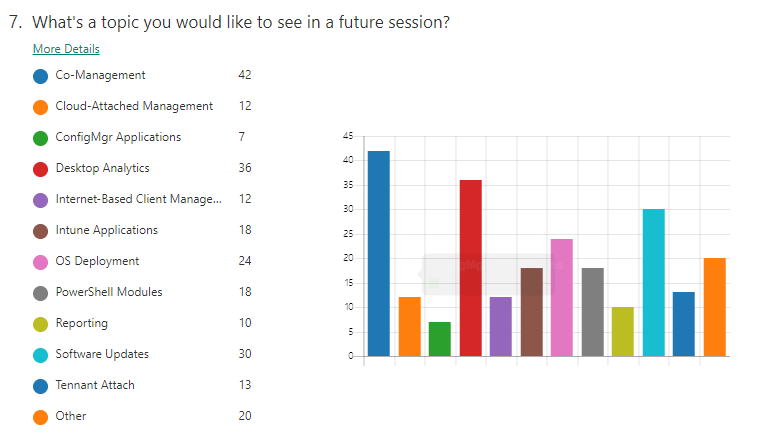 7. What's a topic you would like to see in a future session?
More Details
Co-Management 42
Cloud-Attached Management 12
ConfigMgr Applications 7
Desktop Analytics 36
Internet-Based Client Manage... 12
Intune Applications 18
OS Deployment 24
PowerShell Modules 18
Reporting 10
Software Updates 30
Tennant Attach 13
Other 20
45
40
35
30
25
20
15
10
5
0